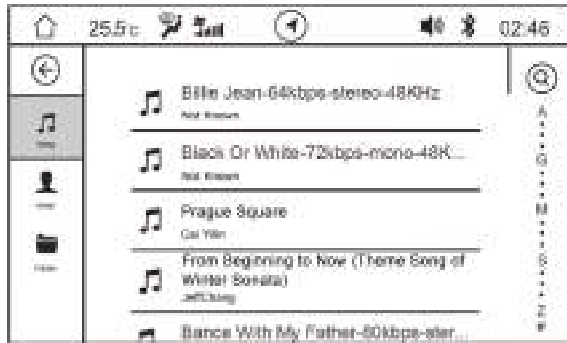 25.5°c
02:46
Billie Jean-64kbps-stereo-48KHz
Not Known
Black Or White-72kbps-mono-48K...
Not Known
Prague Square
Cai Yilin
From Beginning to Now (Theme Song of
Winter Sonata)
Jeff Chang
Dance With My Father-80kbps-ster...
A
G
M
S
Z
#